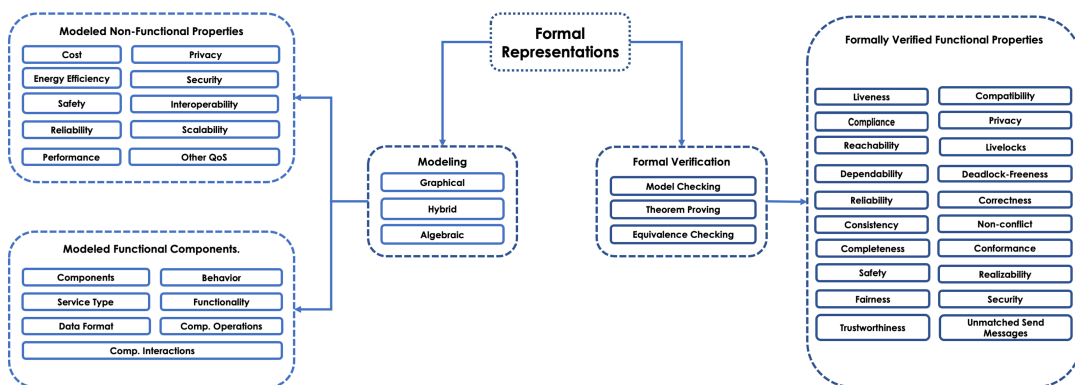 Formal
Representations
Modeled Non-Functional Properties
Cost
Privacy
Energy Efficiency
Security
Safety
Interoperability
Reliability
Scalability
Performance
Other QoS
Modeled Functional Components.
Components
Behavior
Service Type
Functionality
Data Format
Comp. Operations
Comp. Interactions
Modeling
Graphical
Hybrid
Algebraic
Formal Verification
Model Checking
Theorem Proving
Equivalence Checking
Formally Verified Functional Properties
Liveness
Compatibility
Compliance
Privacy
Reachability
Livelocks
Dependability
Deadlock-Freeness
Reliability
Correctness
Consistency
Non-conflict
Completeness
Conformance
Safety
Realizability
Fairness
Security
Trustworthiness
Unmatched Send
Messages